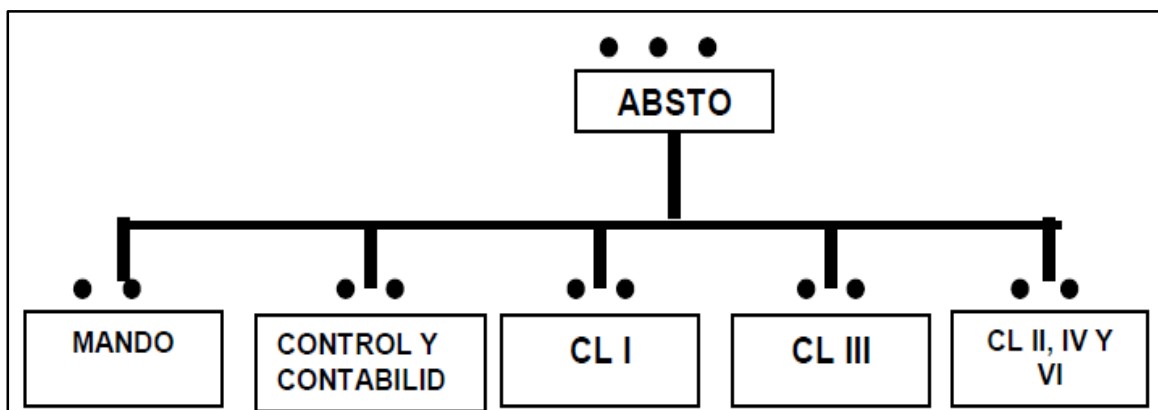 ABSTO
MANDO
CONTROL Y
CONTABILID
CL I
CL III
CL II, IV Y
VI